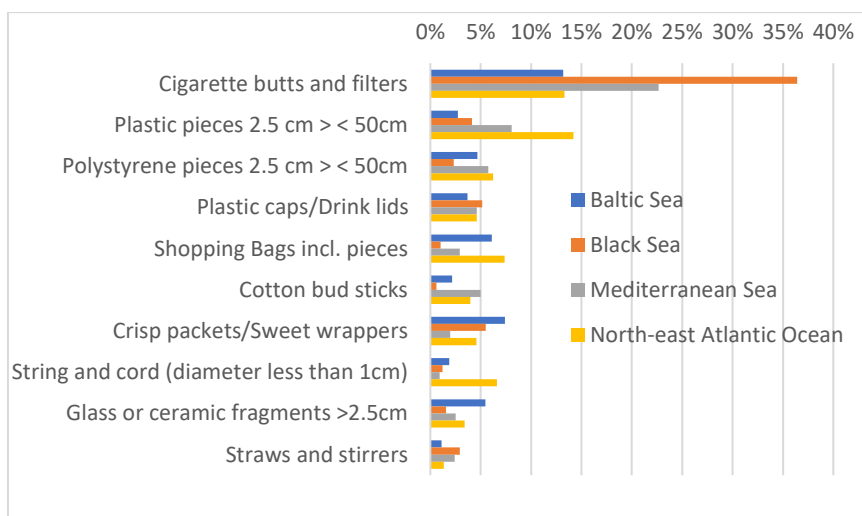 0% 5% 10% 15% 20% 25% 30% 35% 40%
Cigarette butts and filters
Plastic pieces 2.5 cm > < 50cm
Polystyrene pieces 2.5 cm > < 50cm
Plastic caps/Drink lids
Shopping Bags incl. pieces
Cotton bud sticks
Crisp packets/Sweet wrappers
String and cord (diameter less than 1cm)
Glass or ceramic fragments >2.5cm
Straws and stirrers
Baltic Sea
Black Sea
Mediterranean Sea
North-east Atlantic Ocean